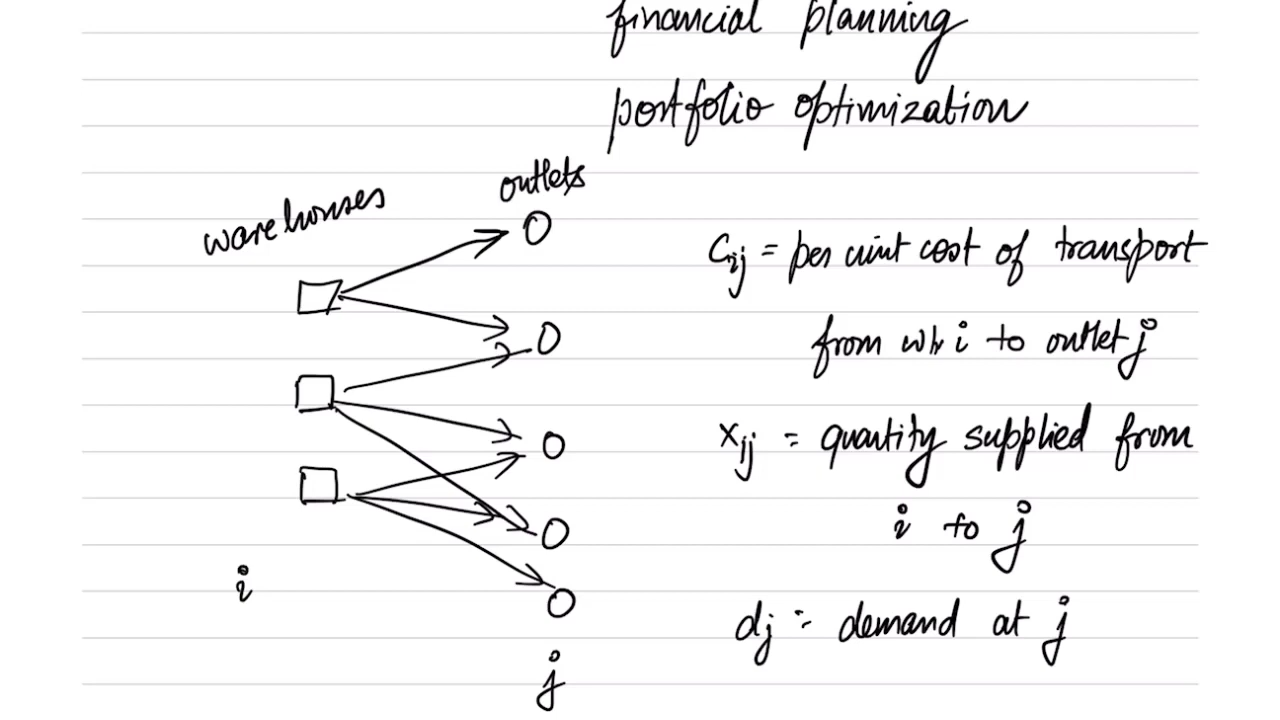 financial planning
portfolio optimization
warehouses
outlets
Cij = per unit cost of transport
from wh i to outlet j
xij = quantity supplied from
i to j
i
dj = demand at j
j